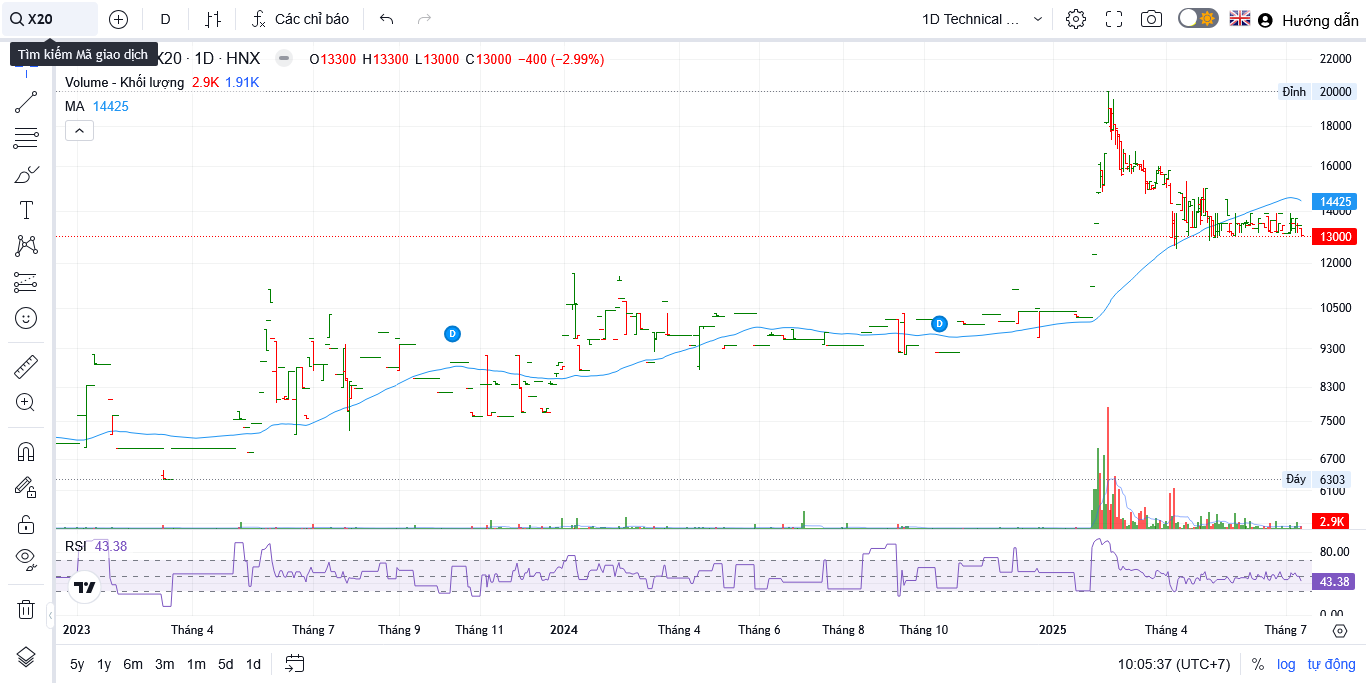 X20
D
Các chỉ báo
1D Technical ...
Hướng dẫn
Tìm kiếm Mã giao dịch
X20 · 1D · HNX
O13300 H13300 L13000 C13000 −400 (−2.99%)
Volume - Khối lượng 2.9K 1.91K
MA 14425
22000
Đỉnh 20000
18000
16000
14425
14000
13000
12000
10500
D
D
9300
8300
7500
6700
Đáy 6303
6100
2.9K
RSI 43.38
80.00
43.38
0.00
2023 Tháng 4 Tháng 7 Tháng 9 Tháng 11 2024 Tháng 4 Tháng 6 Tháng 8 Tháng 10 2025 Tháng 4 Tháng 7
5y 1y 6m 3m 1m 5d 1d
10:05:37 (UTC+7) % log tự động